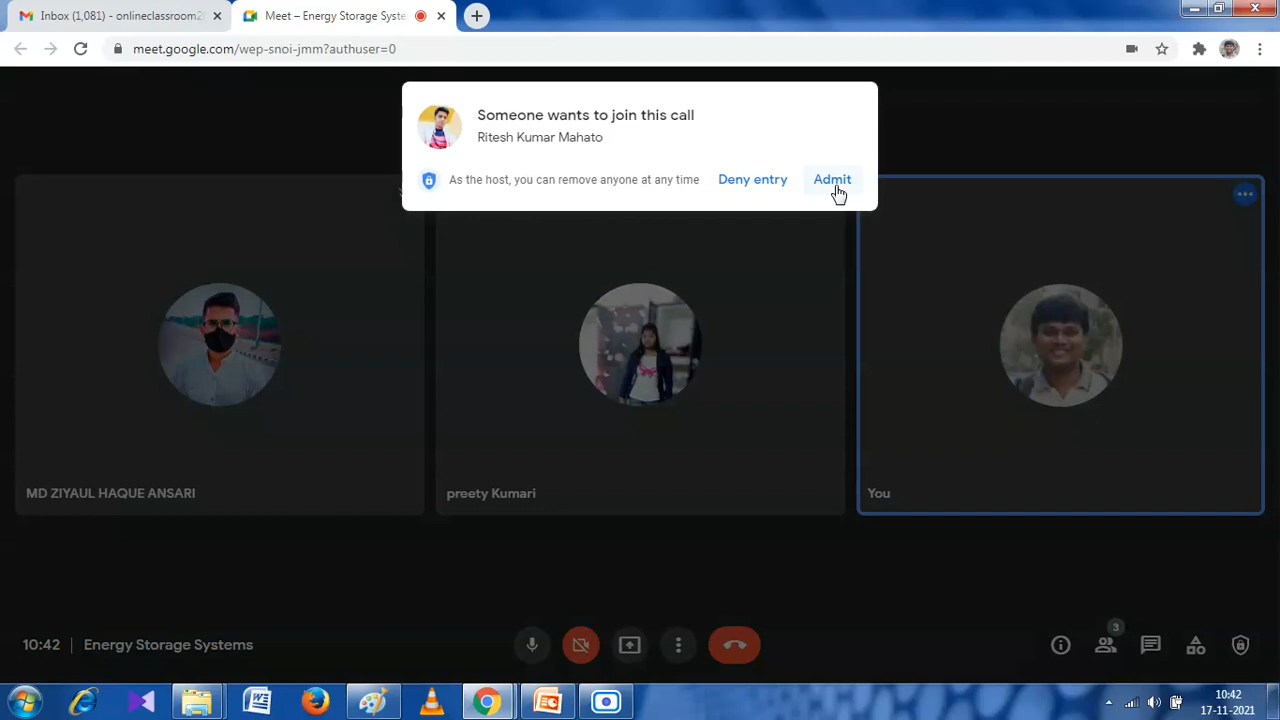 Inbox (1,081) - onlineclassroom2
Meet – Energy Storage Syste
meet.google.com/wep-snoi-jmm?authuser=0
Someone wants to join this call
Ritesh Kumar Mahato
As the host, you can remove anyone at any time
Deny entry
Admit
MD ZIYAUL HAQUE ANSARI
preety Kumari
You
3
10:42
Energy Storage Systems
10:42
17-11-2021